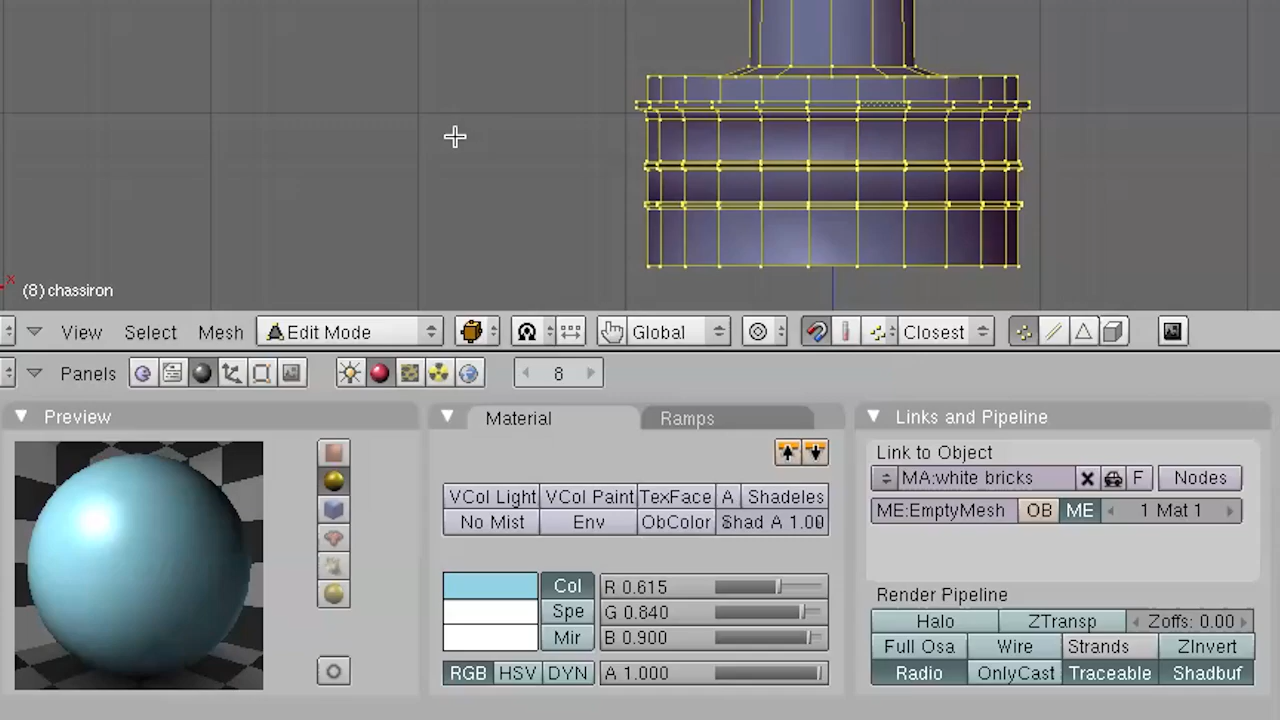 x
(8) chassiron
View Select Mesh Edit Mode Global Closest
Panels 8
Preview
Material Ramps
Links and Pipeline
Link to Object
VCol Light VCol Paint TexFace A Shadeles
No Mist Env ObColor Shad A 1.00
MA:white bricks F Nodes
ME:EmptyMesh OB ME 1 Mat 1
Col R 0.615
Spe G 0.840
Mir B 0.900
RGB HSV DYN A 1.000
Render Pipeline
Halo ZTransp Zoffs: 0.00
Full Osa Wire Strands ZInvert
Radio OnlyCast Traceable Shadbuf